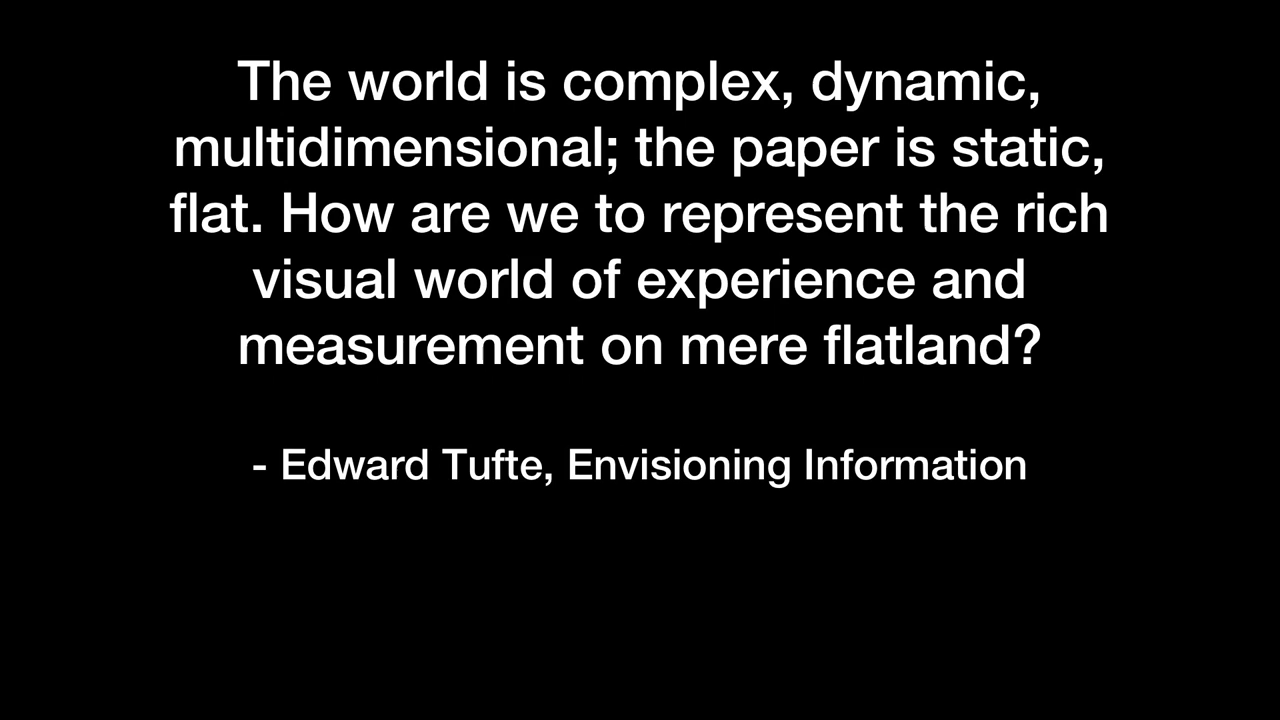 The world is complex, dynamic,
multidimensional; the paper is static,
flat. How are we to represent the rich
visual world of experience and
measurement on mere flatland?
- Edward Tufte, Envisioning Information